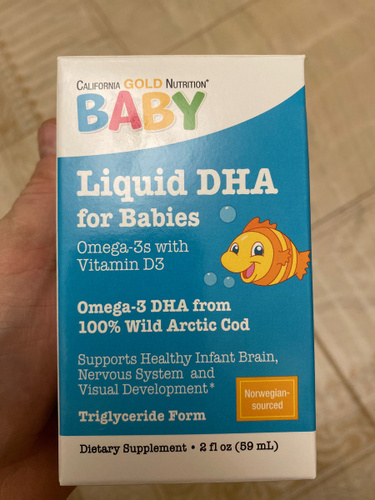 CALIFORNIA GOLD NUTRITION®
BABY
Liquid DHA
for Babies
Omega-3s with
Vitamin D3
Omega-3 DHA from
100% Wild Arctic Cod
Supports Healthy Infant Brain,
Nervous System and
Visual Development*
Norwegian-
sourced
Triglyceride Form
Dietary Supplement • 2 fl oz (59 mL)